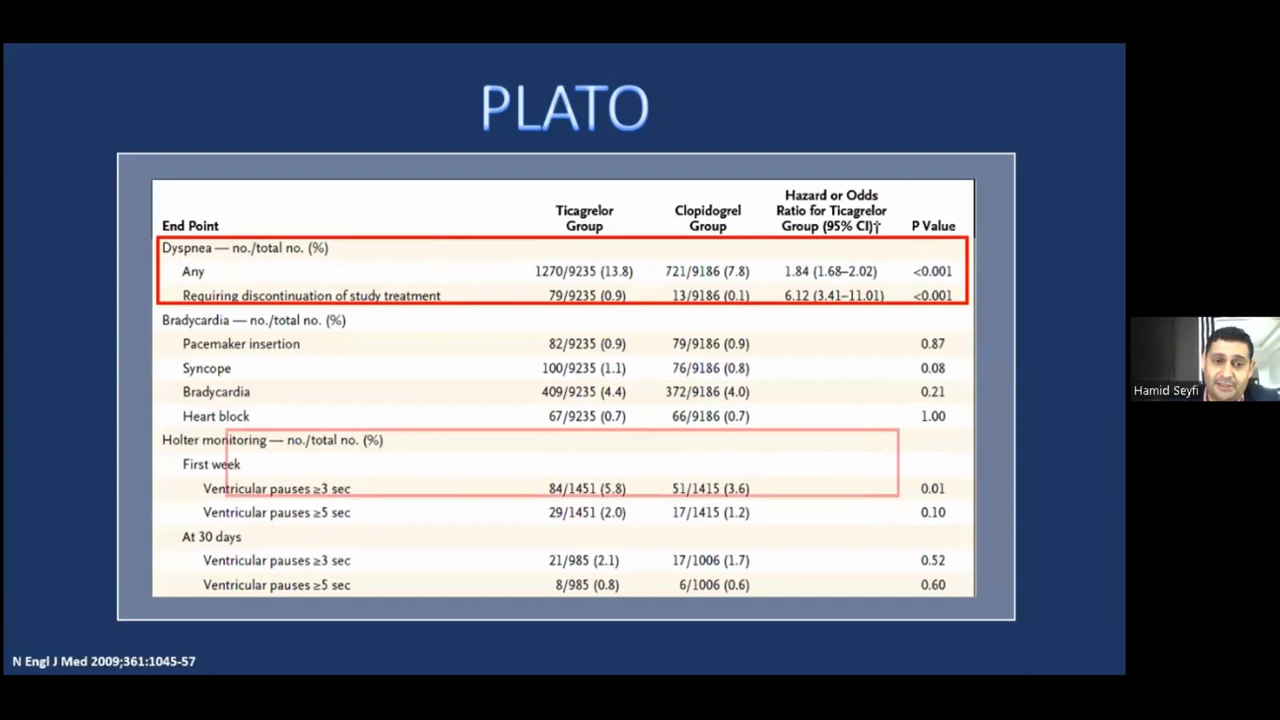 PLATO
Hazard or Odds
Ticagrelor Clopidogrel Ratio for Ticagrelor
End Point Group Group Group (95% CI)† P Value
Dyspnea — no./total no. (%)
Any 1270/9235 (13.8) 721/9186 (7.8) 1.84 (1.68–2.02) <0.001
Requiring discontinuation of study treatment 79/9235 (0.9) 13/9186 (0.1) 6.12 (3.41–11.01) <0.001
Bradycardia — no./total no. (%)
Pacemaker insertion 82/9235 (0.9) 79/9186 (0.9) 0.87
Syncope 100/9235 (1.1) 76/9186 (0.8) 0.08
Bradycardia 409/9235 (4.4) 372/9186 (4.0) 0.21
Heart block 67/9235 (0.7) 66/9186 (0.7) 1.00
Holter monitoring — no./total no. (%)
First week
Ventricular pauses ≥3 sec 84/1451 (5.8) 51/1415 (3.6) 0.01
Ventricular pauses ≥5 sec 29/1451 (2.0) 17/1415 (1.2) 0.10
At 30 days
Ventricular pauses ≥3 sec 21/985 (2.1) 17/1006 (1.7) 0.52
Ventricular pauses ≥5 sec 8/985 (0.8) 6/1006 (0.6) 0.60
N Engl J Med 2009;361:1045-57
Hamid Seyfi